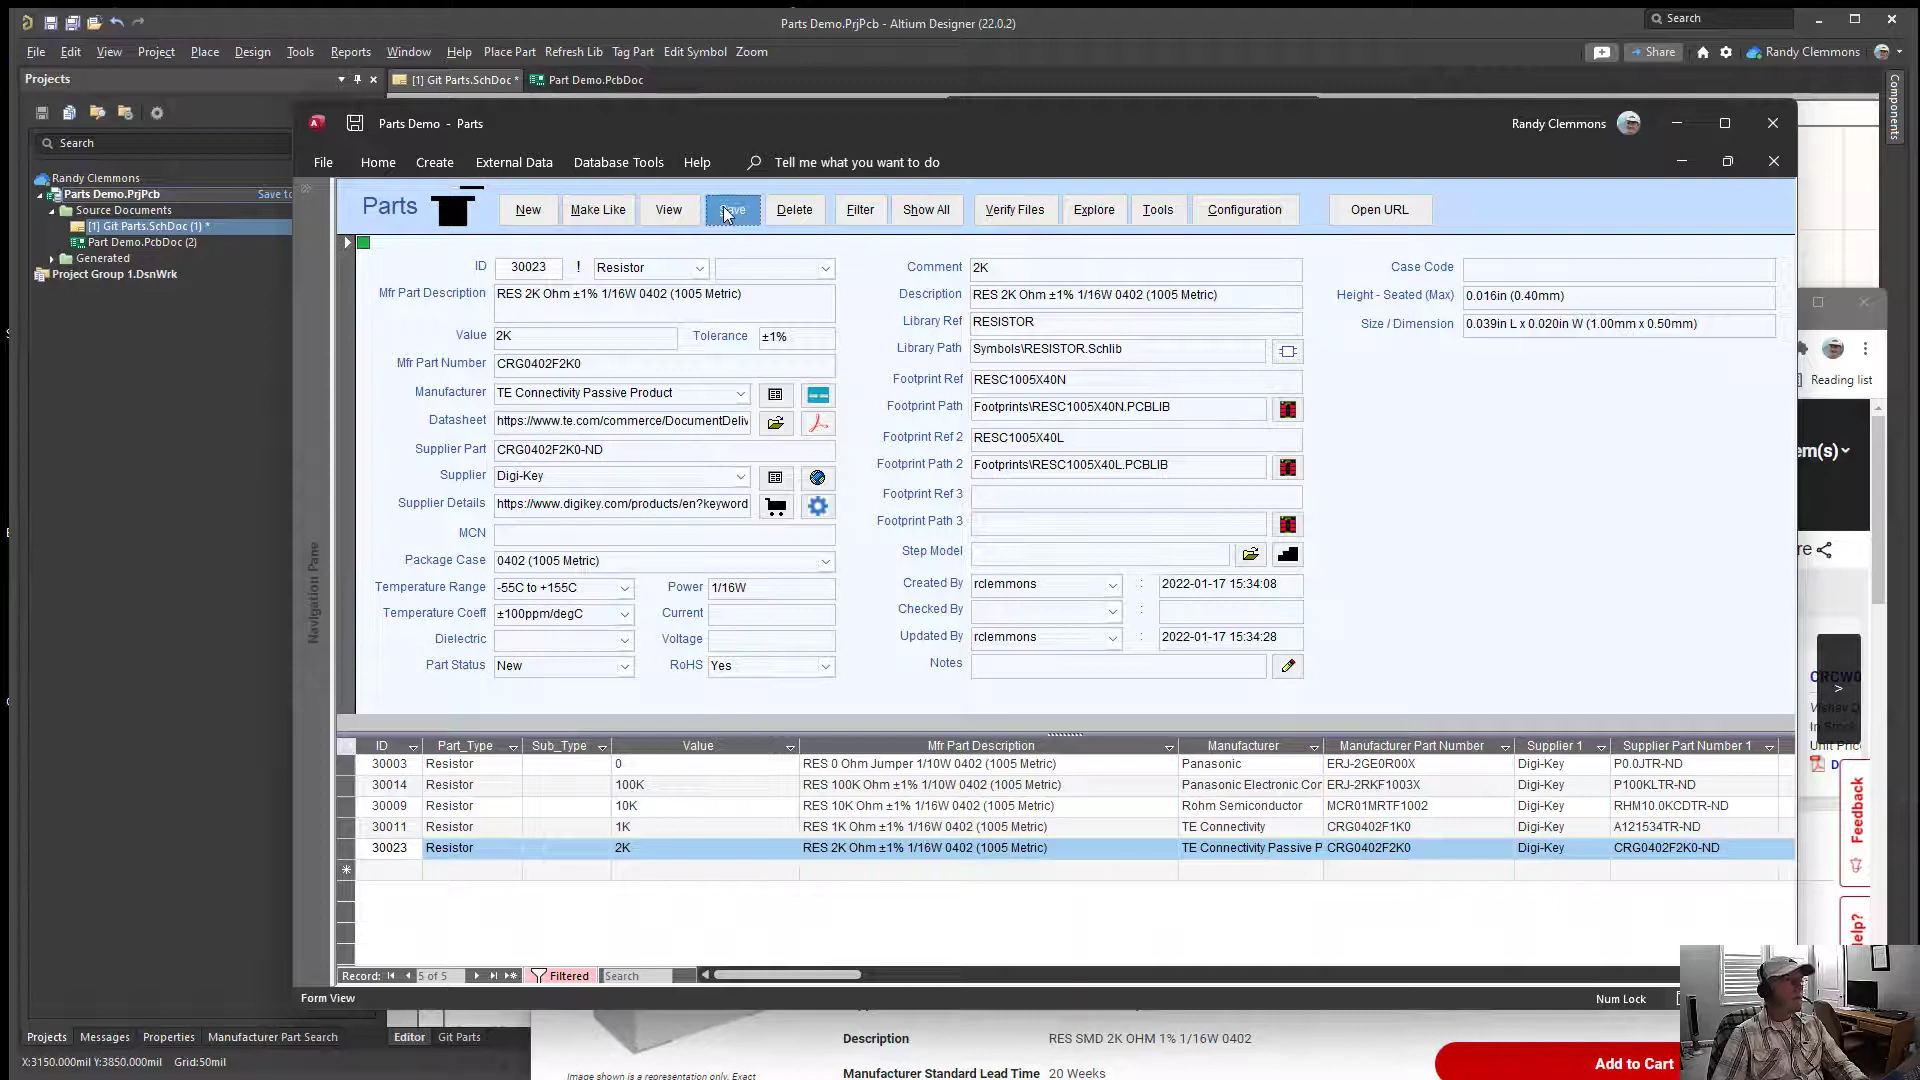 Parts Demo.PrjPcb - Altium Designer (22.0.2)
Search
File Edit View Project Place Design Tools Reports Window Help Place Part Refresh Lib Tag Part Edit Symbol Zoom
Share
Randy Clemmons
Projects
[1] Git Parts.SchDoc *
Part Demo.PcbDoc
Components
Search
Randy Clemmons
Parts Demo.PrjPcb
Save to
Source Documents
[1] Git Parts.SchDoc (1) *
Part Demo.PcbDoc (2)
Generated
Project Group 1.DsnWrk
Parts Demo - Parts
Randy Clemmons
File Home Create External Data Database Tools Help Tell me what you want to do
Parts
New Make Like View Save Delete Filter Show All Verify Files Explore Tools Configuration Open URL
Navigation Pane
ID 30023 ! Resistor
Mfr Part Description RES 2K Ohm ±1% 1/16W 0402 (1005 Metric)
Value 2K Tolerance ±1%
Mfr Part Number CRG0402F2K0
Manufacturer TE Connectivity Passive Product
Datasheet https://www.te.com/commerce/DocumentDeliv
Supplier Part CRG0402F2K0-ND
Supplier Digi-Key
Supplier Details https://www.digikey.com/products/en?keyword
MCN
Package Case 0402 (1005 Metric)
Temperature Range -55C to +155C Power 1/16W
Temperature Coeff ±100ppm/degC Current
Dielectric Voltage
Part Status New RoHS Yes
Comment 2K
Description RES 2K Ohm ±1% 1/16W 0402 (1005 Metric)
Library Ref RESISTOR
Library Path Symbols\RESISTOR.Schlib
Footprint Ref RESC1005X40N
Footprint Path Footprints\RESC1005X40N.PCBLIB
Footprint Ref 2 RESC1005X40L
Footprint Path 2 Footprints\RESC1005X40L.PCBLIB
Footprint Ref 3
Footprint Path 3
Step Model
Created By rclemmons : 2022-01-17 15:34:08
Checked By :
Updated By rclemmons : 2022-01-17 15:34:28
Notes
Case Code
Height - Seated (Max) 0.016in (0.40mm)
Size / Dimension 0.039in L x 0.020in W (1.00mm x 0.50mm)
Reading list
em(s)
re
>
In Stock
Unit Price
Feedback
Help?
ID Part_Type Sub_Type Value Mfr Part Description Manufacturer Manufacturer Part Number Supplier 1 Supplier Part Number 1
30003 Resistor 0 RES 0 Ohm Jumper 1/10W 0402 (1005 Metric) Panasonic ERJ-2GE0R00X Digi-Key P0.0JTR-ND
30014 Resistor 100K RES 100K Ohm ±1% 1/10W 0402 (1005 Metric) Panasonic Electronic Cor ERJ-2RKF1003X Digi-Key P100KLTR-ND
30009 Resistor 10K RES 10K Ohm ±1% 1/16W 0402 (1005 Metric) Rohm Semiconductor MCR01MRTF1002 Digi-Key RHM10.0KCDTR-ND
30011 Resistor 1K RES 1K Ohm ±1% 1/16W 0402 (1005 Metric) TE Connectivity CRG0402F1K0 Digi-Key A121534TR-ND
30023 Resistor 2K RES 2K Ohm ±1% 1/16W 0402 (1005 Metric) TE Connectivity Passive P CRG0402F2K0 Digi-Key CRG0402F2K0-ND
Record: 5 of 5 Filtered Search
Form View
Num Lock
Projects Messages Properties Manufacturer Part Search
Editor Git Parts
X:3150.000mil Y:3850.000mil Grid:50mil
Image shown is a representation only. Exact
Description RES SMD 2K OHM 1% 1/16W 0402
Manufacturer Standard Lead Time 20 Weeks
Add to Cart